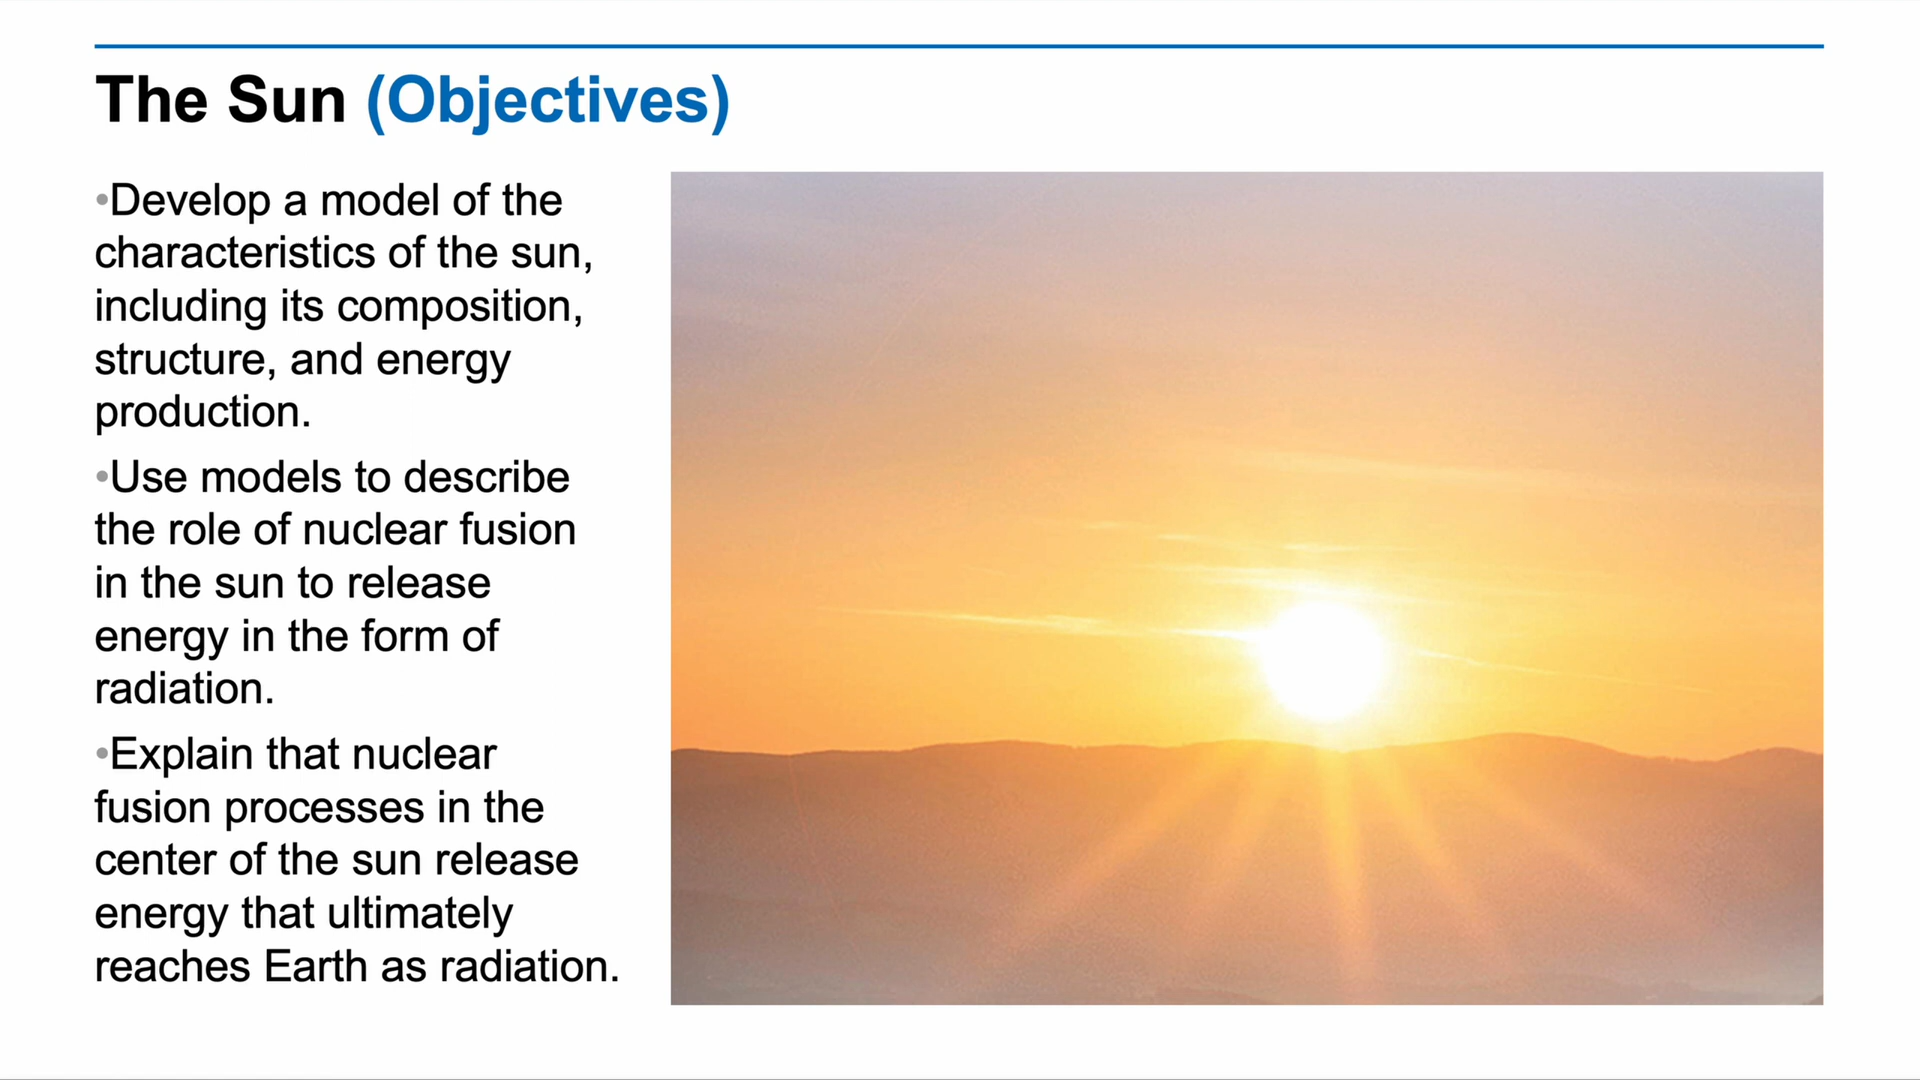 The Sun (Objectives)
•Develop a model of the
characteristics of the sun,
including its composition,
structure, and energy
production.
•Use models to describe
the role of nuclear fusion
in the sun to release
energy in the form of
radiation.
•Explain that nuclear
fusion processes in the
center of the sun release
energy that ultimately
reaches Earth as radiation.